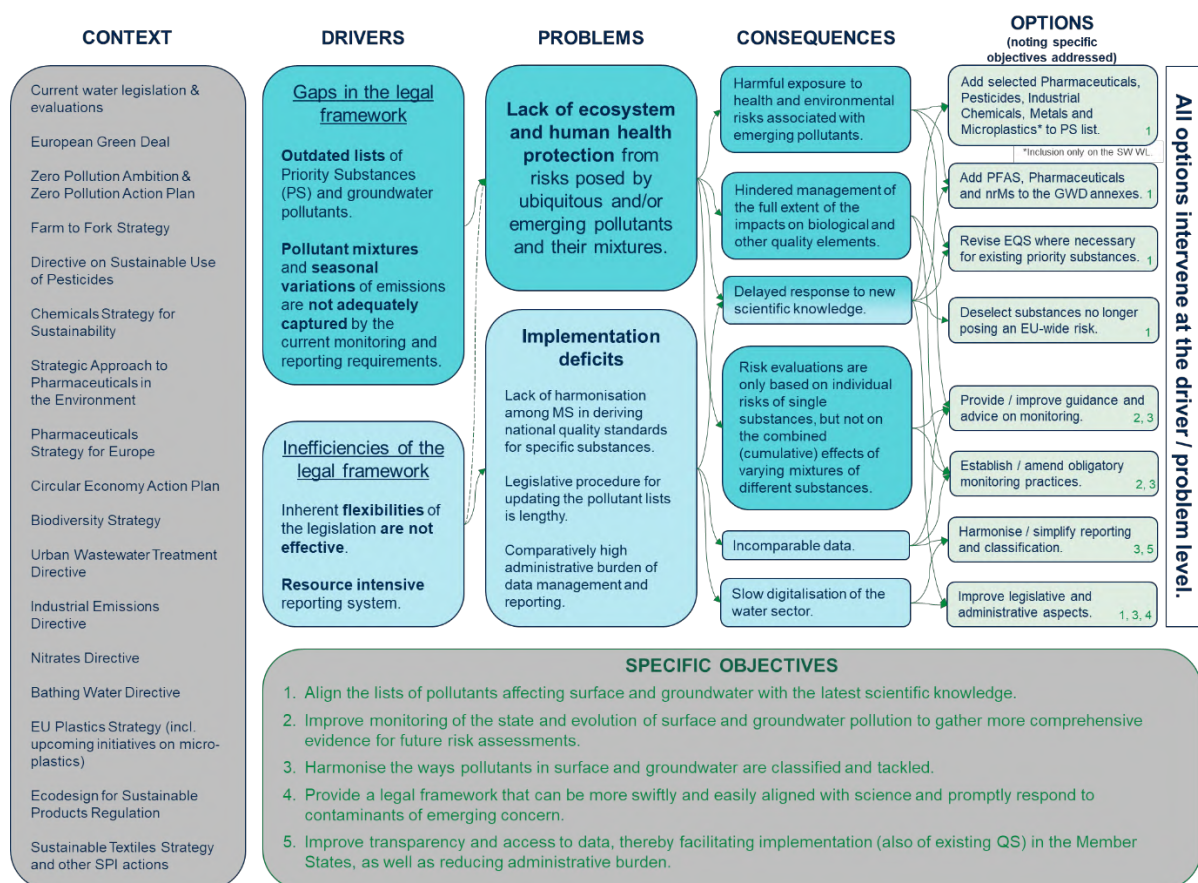 CONTEXT
Current water legislation &
evaluations
European Green Deal
Zero Pollution Ambition &
Zero Pollution Action Plan
Farm to Fork Strategy
Directive on Sustainable Use
of Pesticides
Chemicals Strategy for
Sustainability
Strategic Approach to
Pharmaceuticals in
the Environment
Pharmaceuticals
Strategy for Europe
Circular Economy Action Plan
Biodiversity Strategy
Urban Wastewater Treatment
Directive
Industrial Emissions
Directive
Nitrates Directive
Bathing Water Directive
EU Plastics Strategy (incl.
upcoming initiatives on micro-
plastics)
Ecodesign for Sustainable
Products Regulation
Sustainable Textiles Strategy
and other SPI actions
DRIVERS
Gaps in the legal
framework
Outdated lists of
Priority Substances
(PS) and groundwater
pollutants.
Pollutant mixtures
and seasonal
variations of emissions
are not adequately
captured by the
current monitoring and
reporting requirements.
Inefficiencies of the
legal framework
Inherent flexibilities
of the legislation are not
effective.
Resource intensive
reporting system.
PROBLEMS
Lack of ecosystem
and human health
protection from
risks posed by
ubiquitous and/or
emerging pollutants
and their mixtures.
Implementation
deficits
Lack of harmonisation
among MS in deriving
national quality standards
for specific substances.
Legislative procedure for
updating the pollutant lists
is lengthy.
Comparatively high
administrative burden of
data management and
reporting.
CONSEQUENCES
Harmful exposure to
health and environmental
risks associated with
emerging pollutants.
Hindered management of
the full extent of the
impacts on biological and
other quality elements.
Delayed response to new
scientific knowledge.
Risk evaluations are
only based on individual
risks of single
substances, but not on
the combined
(cumulative) effects of
varying mixtures of
different substances.
Incomparable data.
Slow digitalisation of the
water sector.
OPTIONS
(noting specific
objectives addressed)
Add selected Pharmaceuticals,
Pesticides, Industrial
Chemicals, Metals and
Microplastics* to PS list. 1
*Inclusion only on the SW WL.
Add PFAS, Pharmaceuticals
and nrMs to the GWD annexes. 1
Revise EQS where necessary
for existing priority substances. 1
Deselect substances no longer
posing an EU-wide risk. 1
Provide / improve guidance and
advice on monitoring. 2, 3
Establish / amend obligatory
monitoring practices. 2, 3
Harmonise / simplify reporting
and classification. 3, 5
Improve legislative and
administrative aspects. 1, 3, 4
All options intervene at the driver / problem level.
SPECIFIC OBJECTIVES
1. Align the lists of pollutants affecting surface and groundwater with the latest scientific knowledge.
2. Improve monitoring of the state and evolution of surface and groundwater pollution to gather more comprehensive
evidence for future risk assessments.
3. Harmonise the ways pollutants in surface and groundwater are classified and tackled.
4. Provide a legal framework that can be more swiftly and easily aligned with science and promptly respond to
contaminants of emerging concern.
5. Improve transparency and access to data, thereby facilitating implementation (also of existing QS) in the Member
States, as well as reducing administrative burden.